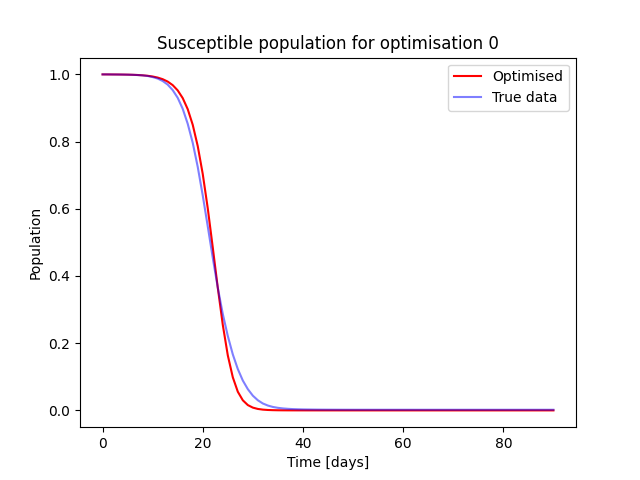 Susceptible population for optimisation 0
Optimised
True data
1.0
0.8
0.6
0.4
0.2
0.0
Population
0
20
40
60
80
Time [days]